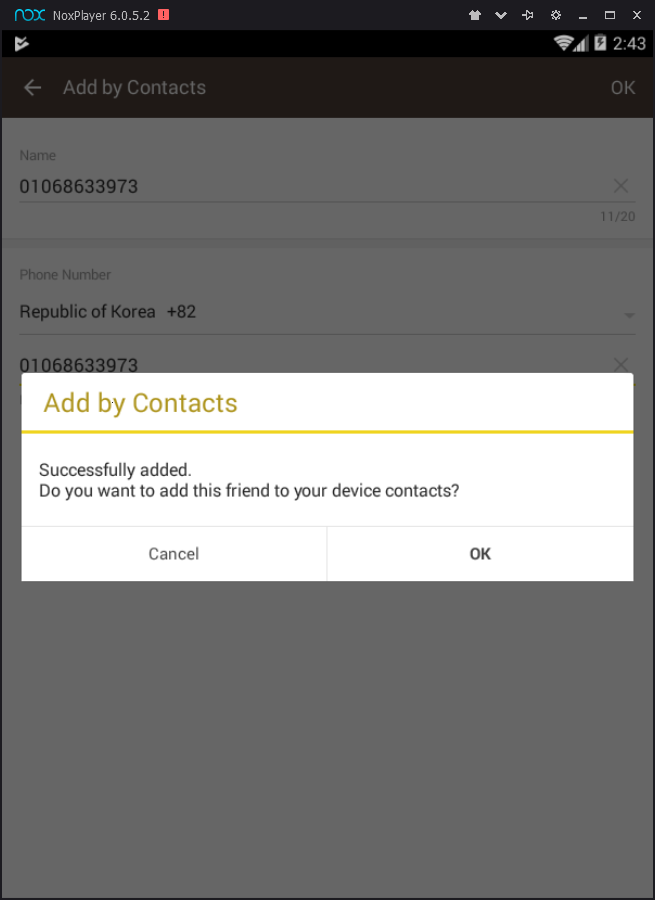 nox NoxPlayer 6.0.5.2
2:43
Add by Contacts OK
Name
01068633973
11/20
Phone Number
Republic of Korea +82
01068633973
Add by Contacts
Successfully added.
Do you want to add this friend to your device contacts?
Cancel OK